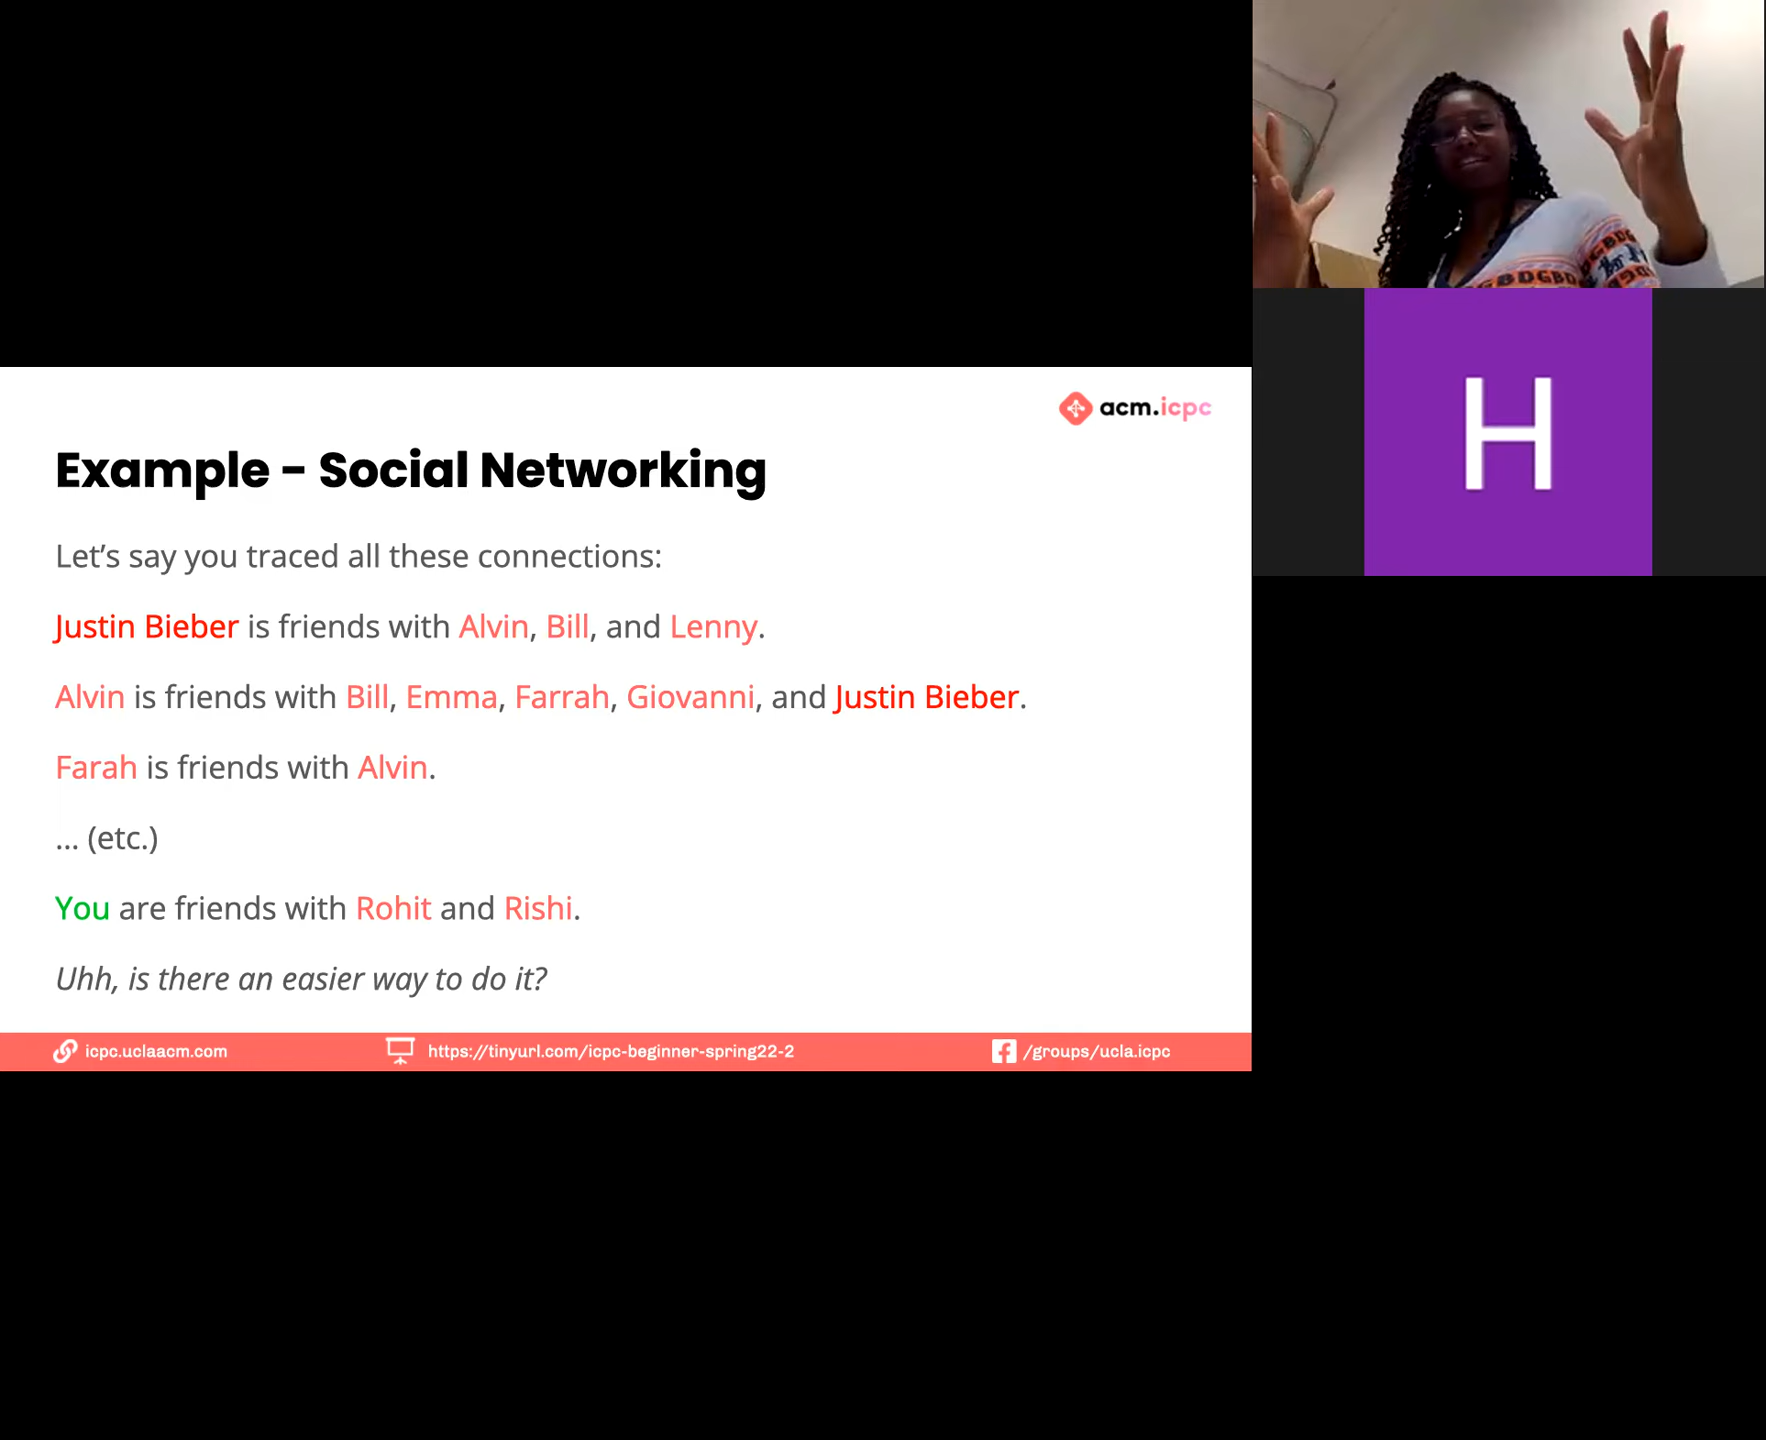 acm.icpc
Example - Social Networking
Let's say you traced all these connections:
Justin Bieber is friends with Alvin, Bill, and Lenny.
Alvin is friends with Bill, Emma, Farrah, Giovanni, and Justin Bieber.
Farah is friends with Alvin.
... (etc.)
You are friends with Rohit and Rishi.
Uhh, is there an easier way to do it?
icpc.uclaacm.com
https://tinyurl.com/icpc-beginner-spring22-2
/groups/ucla.icpc
H